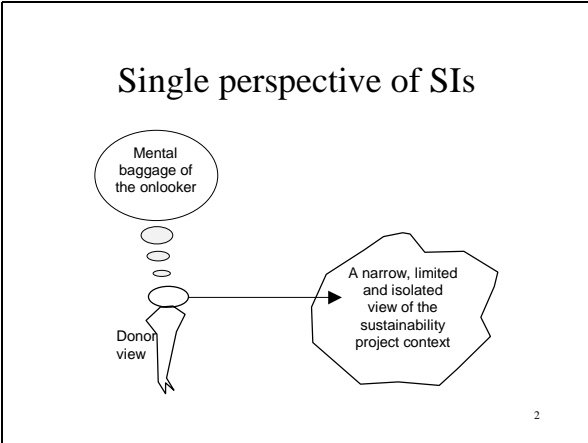 Single perspective of SIs
Mental
baggage of
the onlooker
A narrow, limited
and isolated
view of the
sustainability
project context
Donor
view
2